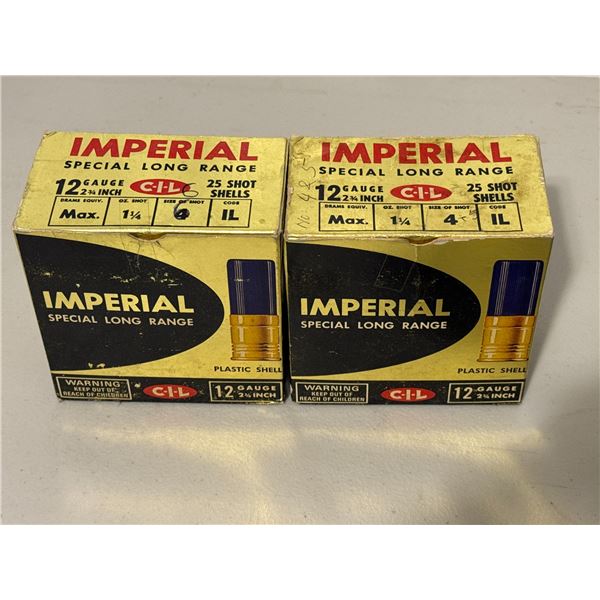 IMPERIAL
SPECIAL LONG RANGE
12 GAUGE 2¾ INCH C-I-L 25 SHOT SHELLS
DRAMS EQUIV. OZ. SHOT SIZE OF SHOT CODE
Max. 1¼ 4 IL
6
IMPERIAL
SPECIAL LONG RANGE
PLASTIC SHELL
WARNING
KEEP OUT OF
REACH OF CHILDREN
C-I-L
12 GAUGE
2¾ INCH
IMPERIAL
SPECIAL LONG RANGE
12 GAUGE 2¾ INCH C-I-L 25 SHOT SHELLS
DRAMS EQUIV. OZ. SHOT SIZE OF SHOT CODE
Max. 1¼ 4 IL
IMPERIAL
SPECIAL LONG RANGE
PLASTIC SHELL
WARNING
KEEP OUT OF
REACH OF CHILDREN
C-I-L
12 GAUGE
2¾ INCH